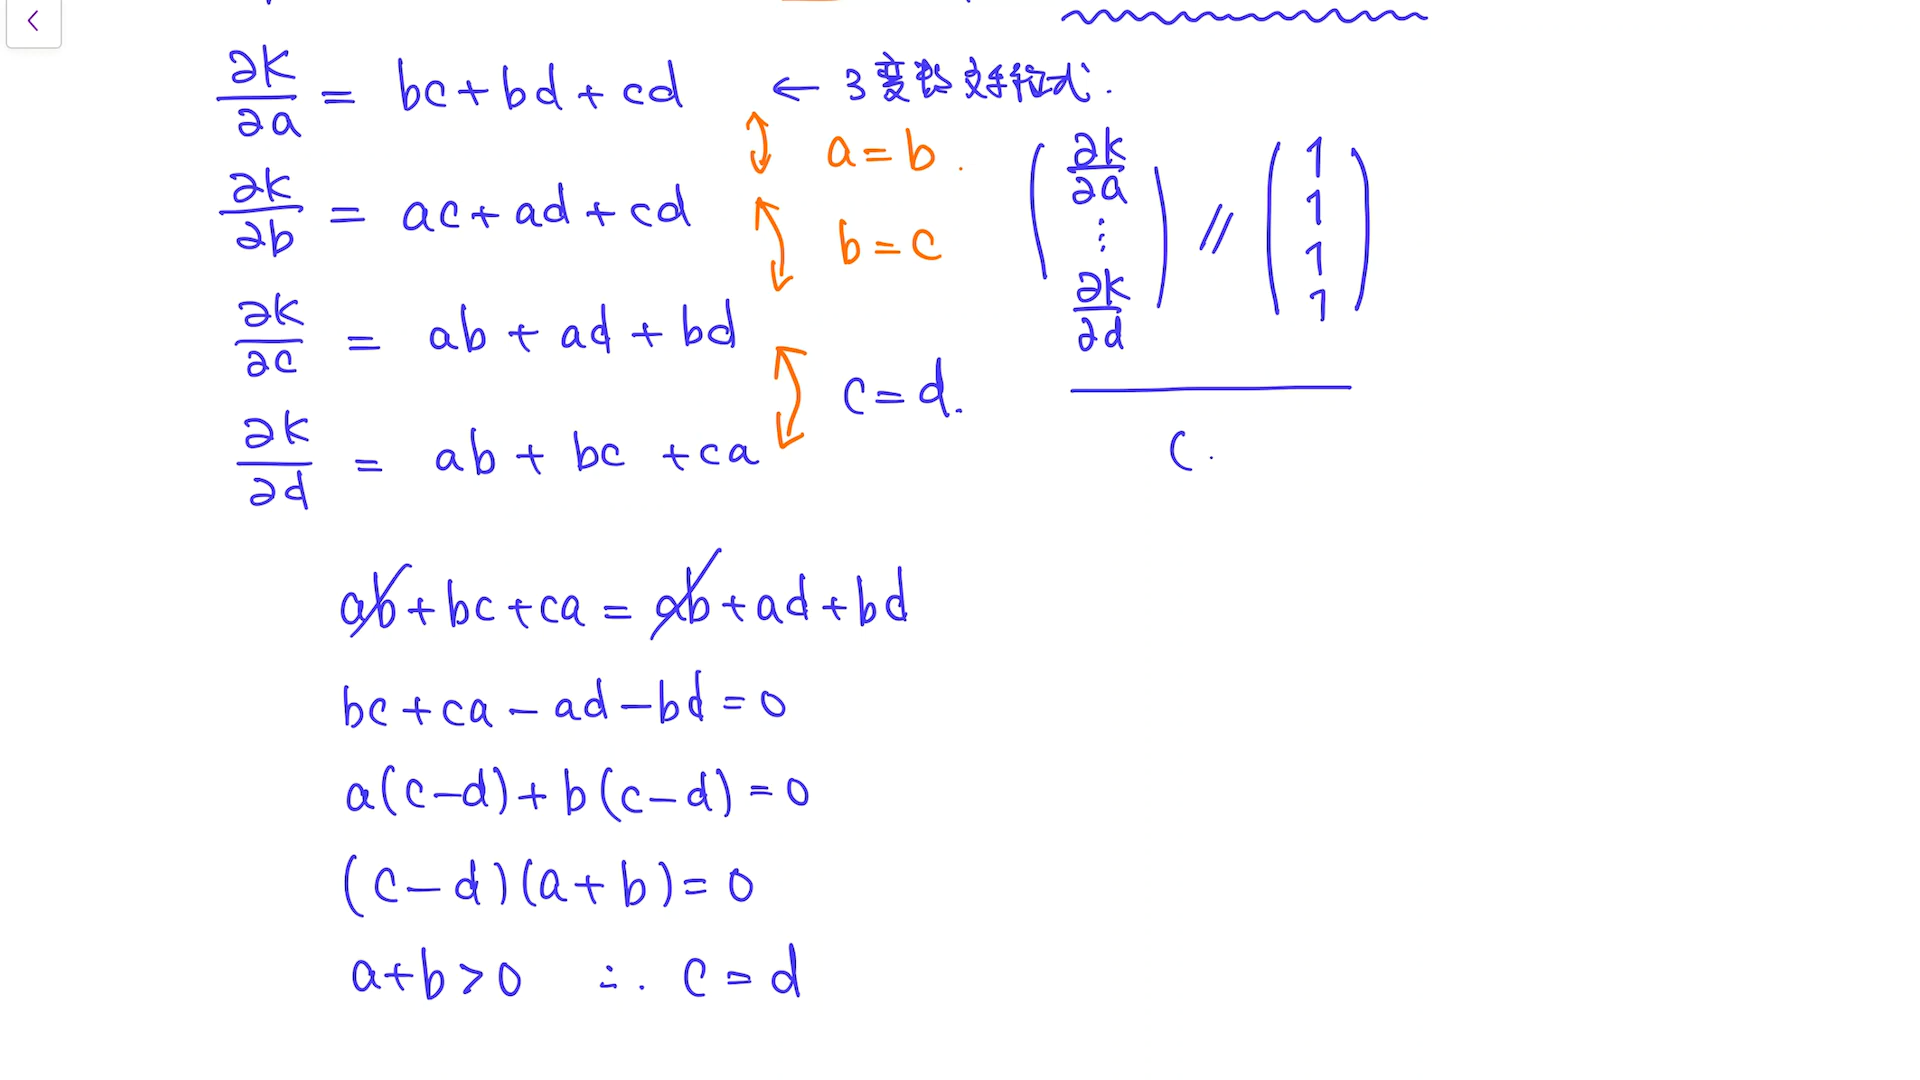 ∂K/∂a = bc+bd+cd ← 3変数対称式.
a=b.
∂K/∂b = ac+ad+cd
b=c
∂K/∂c = ab+ad+bd
c=d.
∂K/∂d = ab+bc+ca
(∂k/∂a ⋮ ∂k/∂d) // (1 1 1 1)
(.
ab+bc+ca=ab+ad+bd
bc+ca-ad-bd=0
a(c-d)+b(c-d)=0
(c-d)(a+b)=0
a+b>0 ∴ c=d